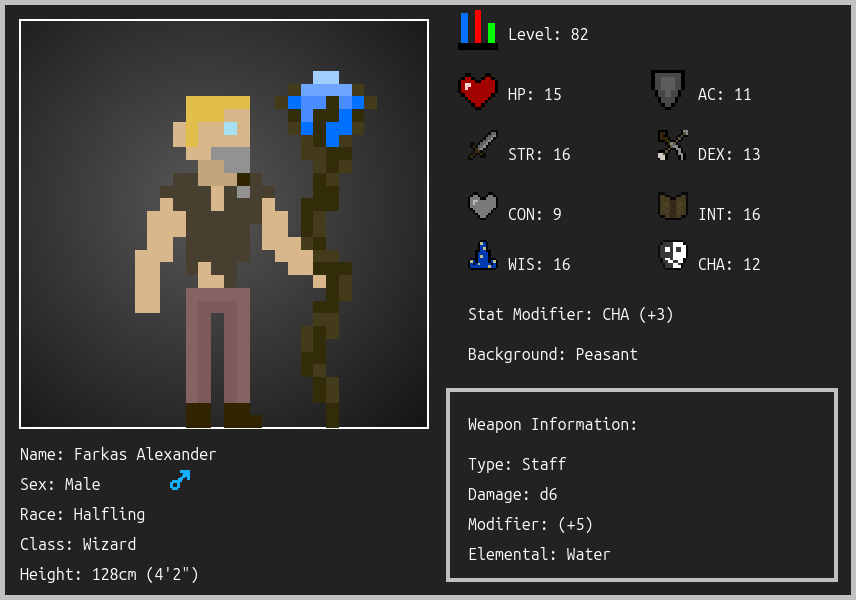 Level: 82
HP: 15
AC: 11
STR: 16
DEX: 13
CON: 9
INT: 16
WIS: 16
CHA: 12
Stat Modifier: CHA (+3)
Background: Peasant
Weapon Information:
Type: Staff
Damage: d6
Modifier: (+5)
Elemental: Water
Name: Farkas Alexander
Sex: Male
Race: Halfling
Class: Wizard
Height: 128cm (4'2")